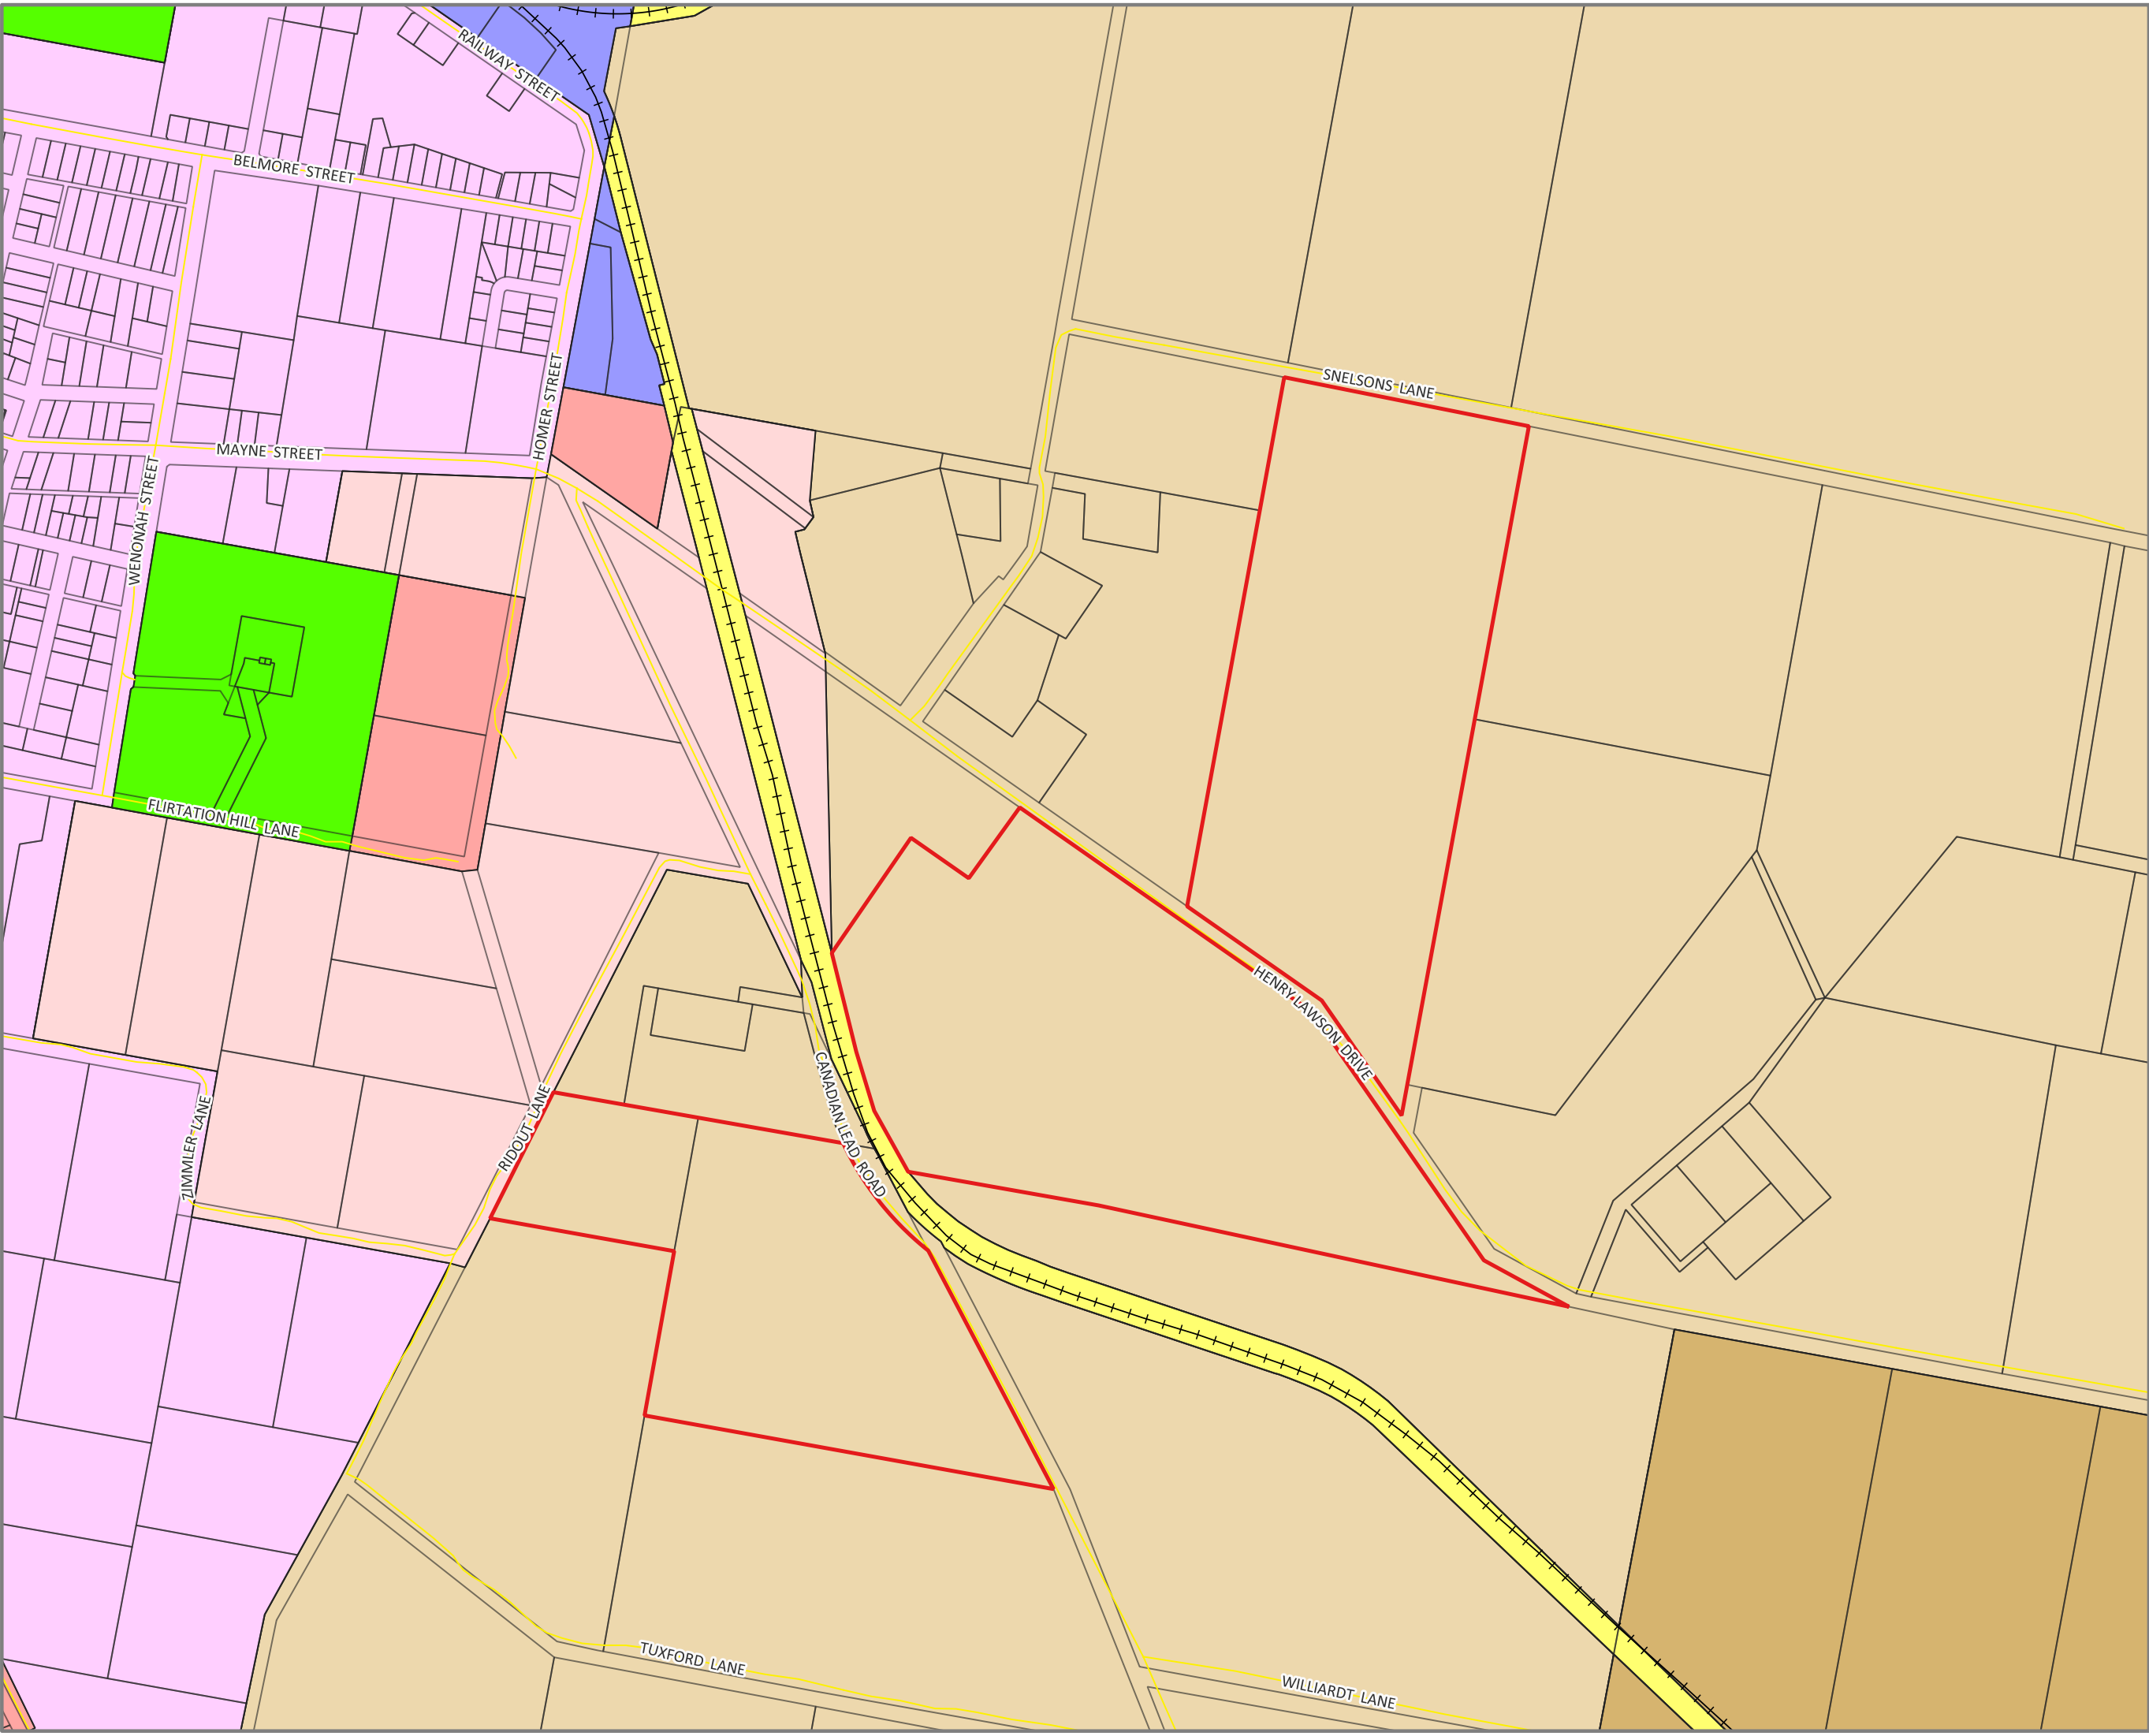 RAILWAY STREET
BELMORE STREET
SNELSONS LANE
HOMER STREET
MAYNE STREET
WENONAH STREET
FLIRTATION HILL LANE
HENRY LAWSON DRIVE
CANADIAN LEAD ROAD
RIDOUT LANE
ZIMMLER LANE
TUXFORD LANE
WILLIARDT LANE